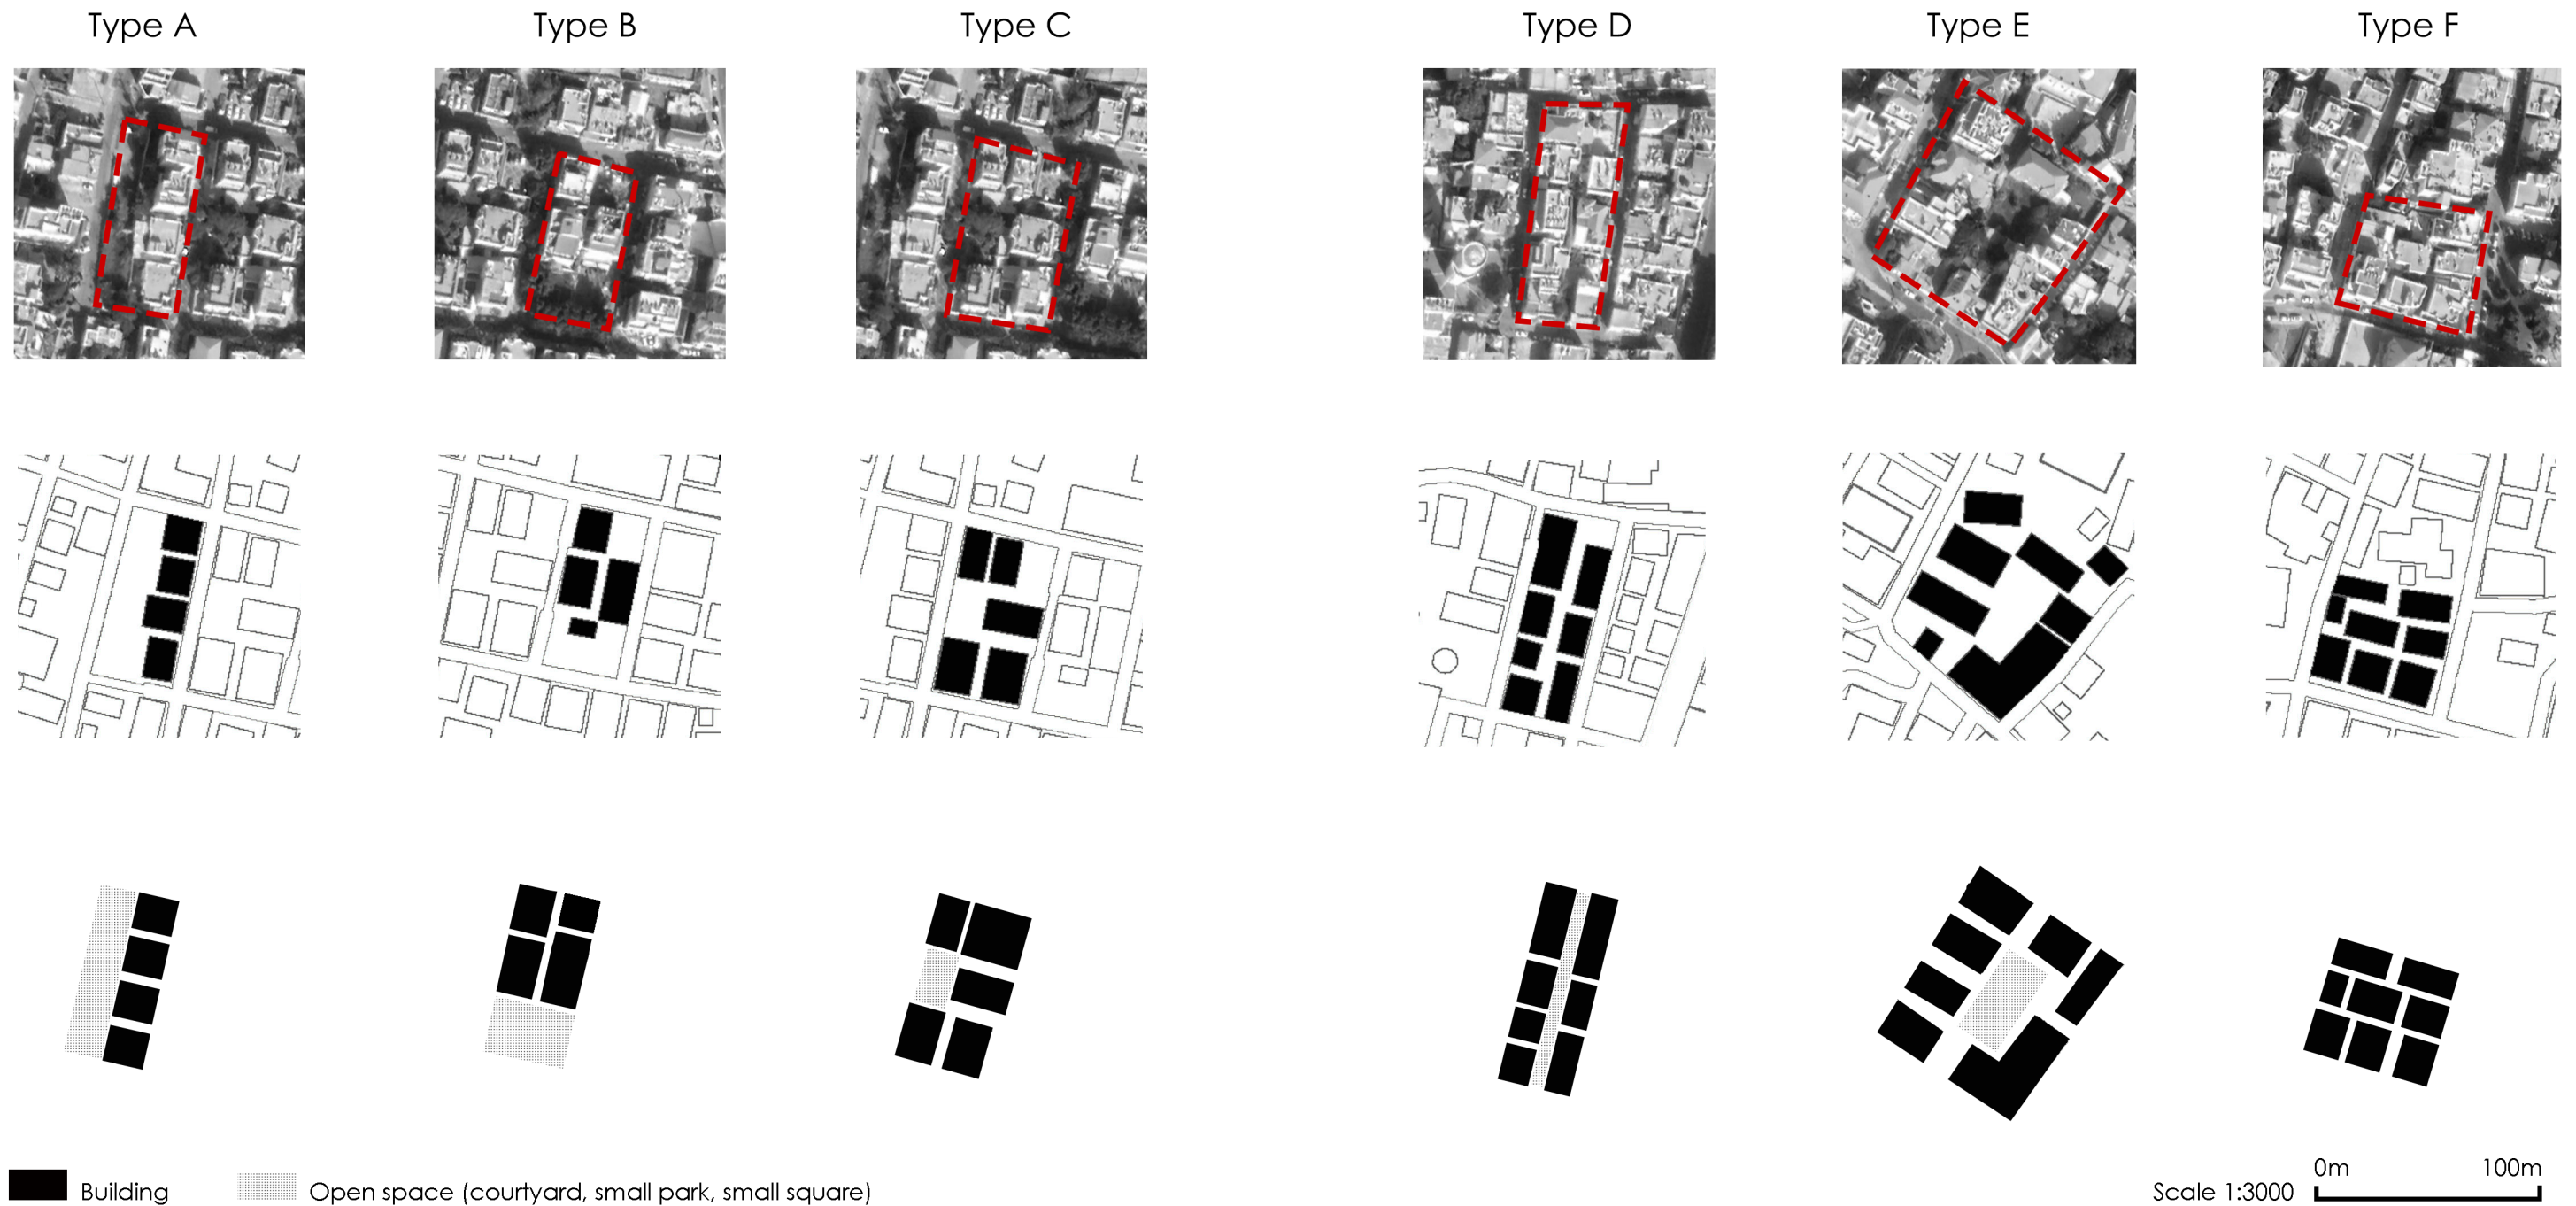 Type A
Type B
Type C
Type D
Type E
Type F
Building
Open space (courtyard, small park, small square)
Scale 1:3000
0m
100m